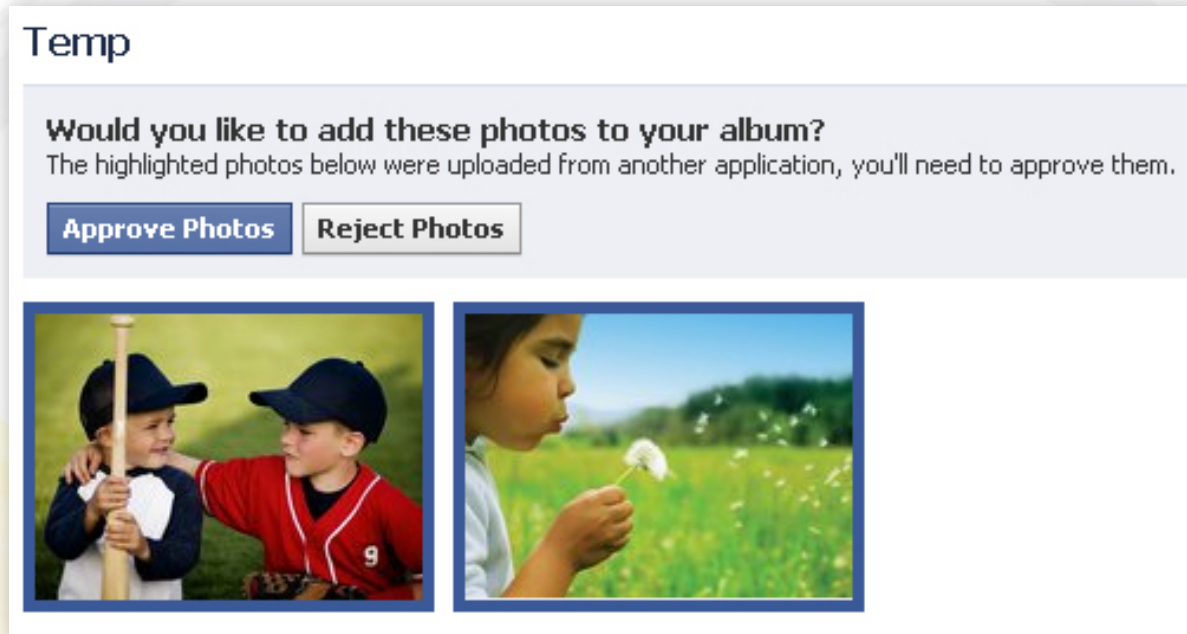 Temp
Would you like to add these photos to your album?
The highlighted photos below were uploaded from another application, you'll need to approve them.
Approve Photos
Reject Photos
9